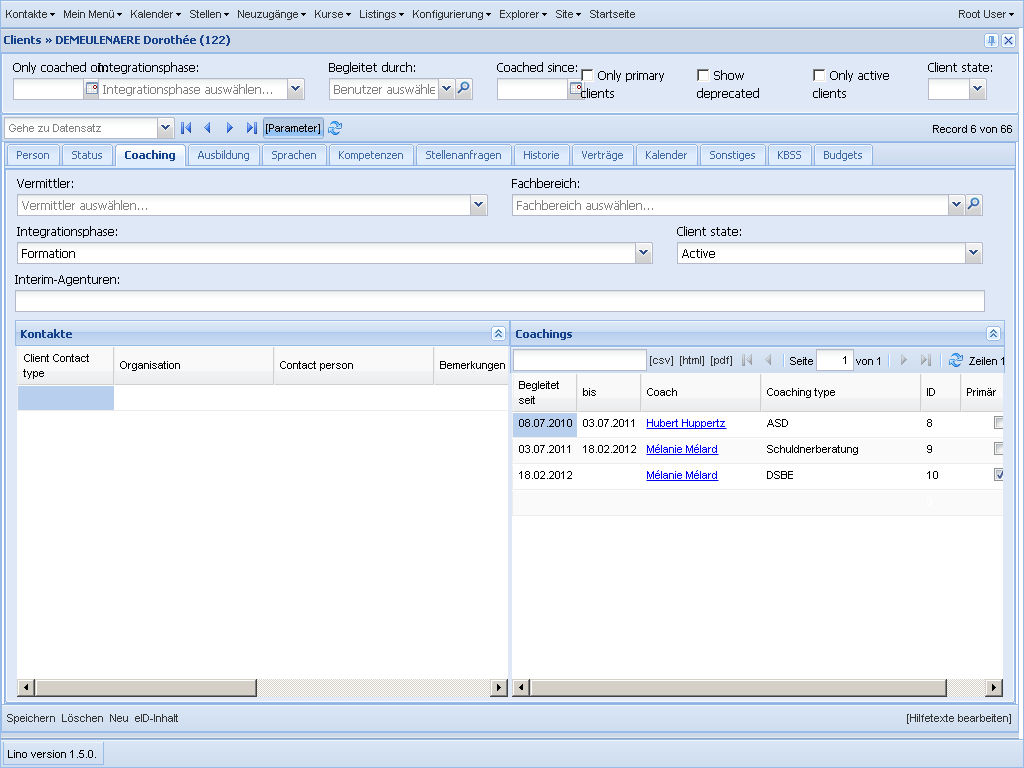 Kontakte Mein Menü Kalender Stellen Neuzugänge Kurse Listings Konfigurierung Explorer Site Startseite Root User
Clients » DEMEULENAERE Dorothée (122)
Only coached on: Integrationsphase: Begleitet durch: Coached since: Only primary clients Show deprecated Only active clients Client state:
Integrationsphase auswählen... Benutzer auswähle
Gehe zu Datensatz [Parameter] Record 6 von 66
Person Status Coaching Ausbildung Sprachen Kompetenzen Stellenanfragen Historie Verträge Kalender Sonstiges KBSS Budgets
Vermittler: Fachbereich:
Vermittler auswählen... Fachbereich auswählen...
Integrationsphase: Client state:
Formation Active
Interim-Agenturen:
Kontakte
Client Contact type Organisation Contact person Bemerkungen
Coachings
[csv] [html] [pdf] Seite 1 von 1 Zeilen 1
Begleitet seit bis Coach Coaching type ID Primär
08.07.2010 03.07.2011 Hubert Huppertz ASD 8
03.07.2011 18.02.2012 Mélanie Mélard Schuldnerberatung 9
18.02.2012 Mélanie Mélard DSBE 10
Speichern Löschen Neu eID-Inhalt [Hilfetexte bearbeiten]
Lino version 1.5.0.